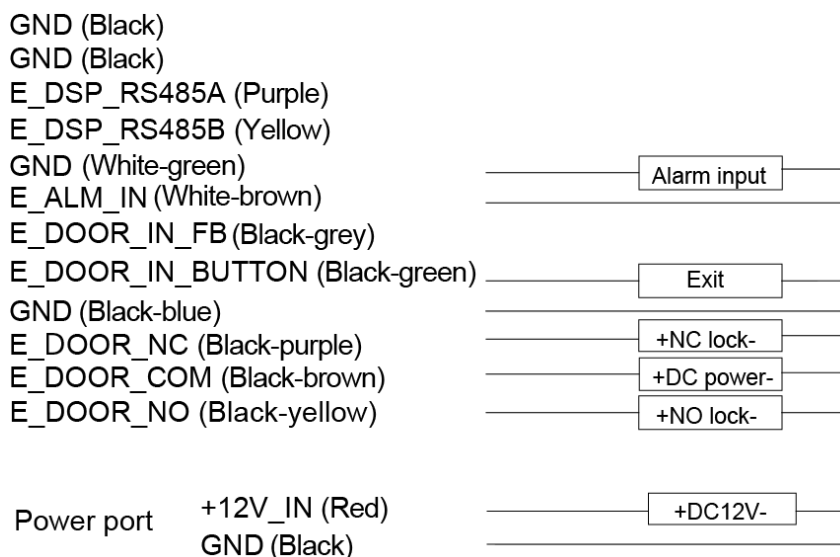 GND (Black)
GND (Black)
E_DSP_RS485A (Purple)
E_DSP_RS485B (Yellow)
GND (White-green) Alarm input
E_ALM_IN (White-brown)
E_DOOR_IN_FB (Black-grey)
E_DOOR_IN_BUTTON (Black-green) Exit
GND (Black-blue)
E_DOOR_NC (Black-purple) +NC lock-
E_DOOR_COM (Black-brown) +DC power-
E_DOOR_NO (Black-yellow) +NO lock-
Power port +12V_IN (Red) +DC12V-
GND (Black)